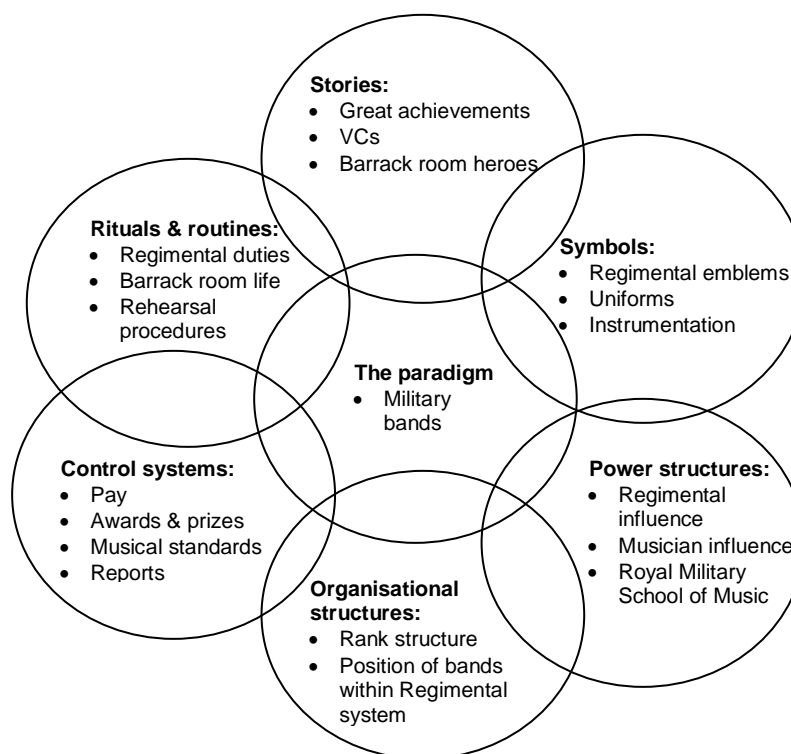 Stories:
• Great achievements
• VCs
• Barrack room heroes
Rituals & routines:
• Regimental duties
• Barrack room life
• Rehearsal
procedures
Symbols:
• Regimental emblems
• Uniforms
• Instrumentation
The paradigm
• Military
bands
Control systems:
• Pay
• Awards & prizes
• Musical standards
• Reports
Power structures:
• Regimental
influence
• Musician influence
• Royal Military
School of Music
Organisational
structures:
• Rank structure
• Position of bands
within Regimental
system